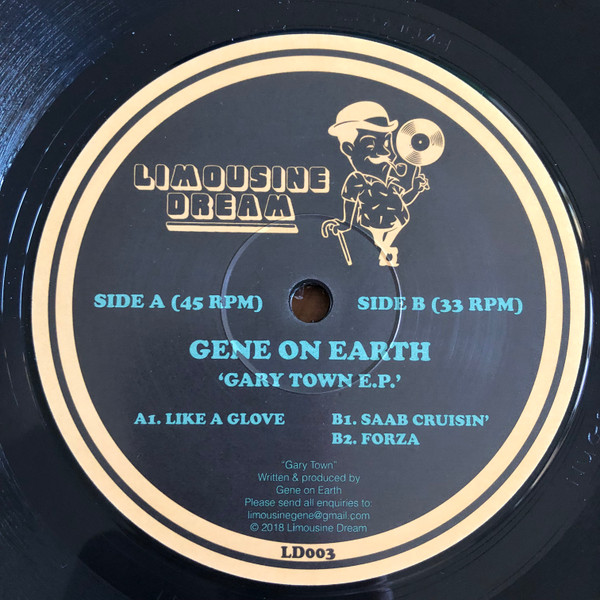 LIMOUSINE
DREAM
SIDE A (45 RPM)
SIDE B (33 RPM)
GENE ON EARTH
‘GARY TOWN E.P.’
A1. LIKE A GLOVE
B1. SAAB CRUISIN’
B2. FORZA
“Gary Town”
Written & produced by
Gene on Earth
Please send all enquiries to:
limousinegene@gmail.com
© 2018 Limousine Dream
LD003